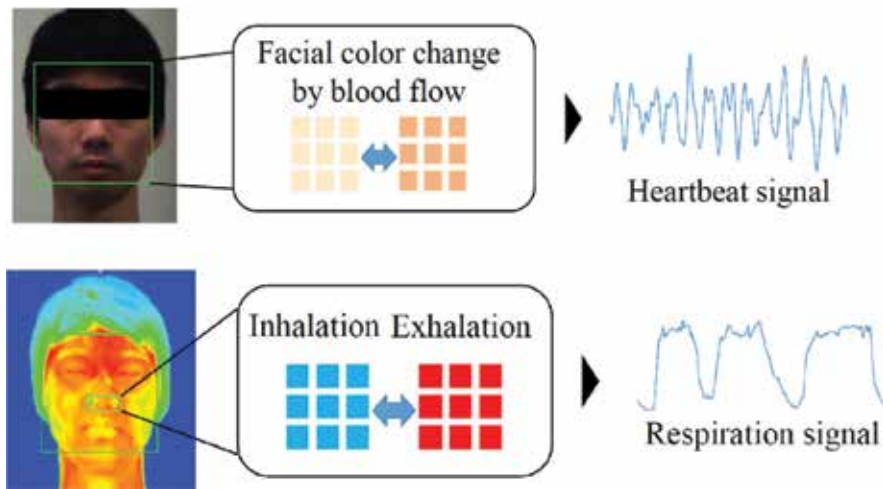 Facial color change
by blood flow
Heartbeat signal
Inhalation Exhalation
Respiration signal